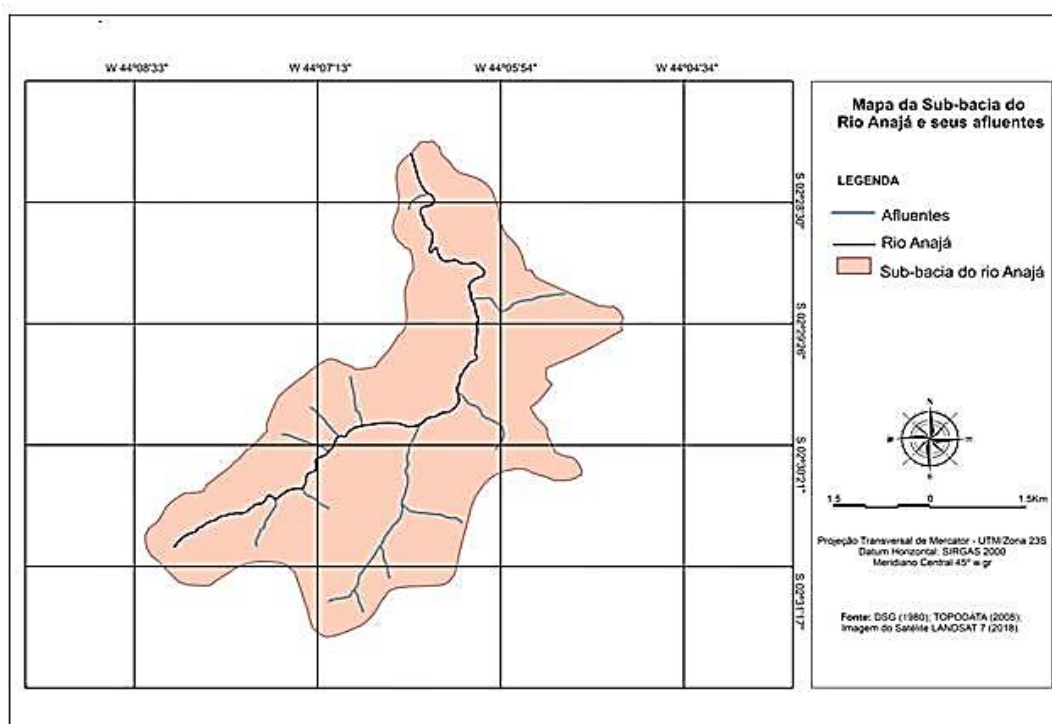 W 44°08'33"
W 44°07'13"
W 44°05'54"
W 44°04'34"
S 02°28'30"
S 02°29'26"
S 02°30'21"
S 02°31'17"
Mapa da Sub-bacia do
Rio Anajá e seus afluentes
LEGENDA
Afluentes
Rio Anajá
Sub-bacia do rio Anajá
N
S
1.5
0
1.5Km
Projeção Transversal de Mercator - UTM/Zona 23S
Datum Horizontal: SIRGAS 2000
Meridiano Central 45° w gr
Fonte: DSG (1980); TOPODATA (2008);
Imagem do Satélite LANDSAT 7 (2018)